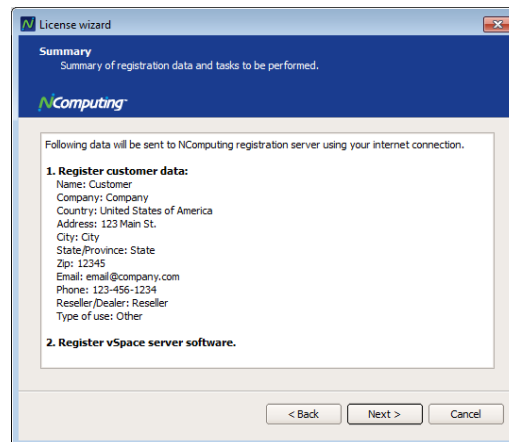 License wizard
Summary
Summary of registration data and tasks to be performed.
NComputing
Following data will be sent to NComputing registration server using your internet connection.
1. Register customer data:
Name: Customer
Company: Company
Country: United States of America
Address: 123 Main St.
City: City
State/Province: State
Zip: 12345
Email: email@company.com
Phone: 123-456-1234
Reseller/Dealer: Reseller
Type of use: Other
2. Register vSpace server software.
< Back
Next >
Cancel